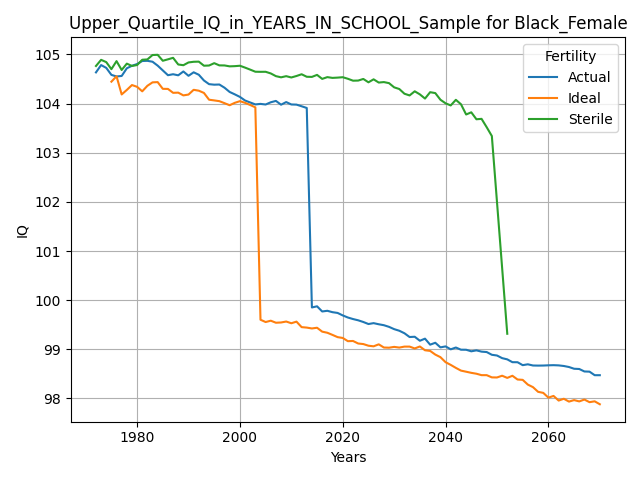 Upper_Quartile_IQ_in_YEARS_IN_SCHOOL_Sample for Black_Female
Fertility
Actual
Ideal
Sterile
105
104
103
102
101
100
99
98
IQ
1980
2000
2020
2040
2060
Years